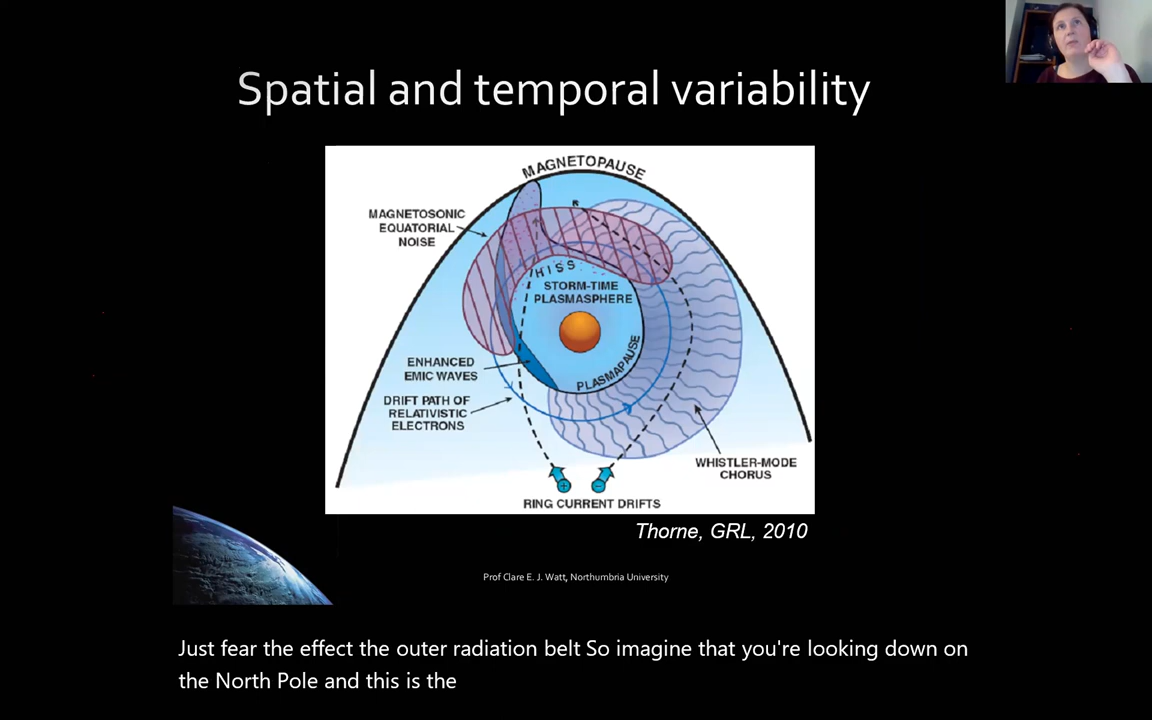 Spatial and temporal variability
MAGNETOPAUSE
MAGNETOSONIC
EQUATORIAL
NOISE
HISS
STORM-TIME
PLASMASPHERE
ENHANCED
EMIC WAVES
PLASMAPAUSE
DRIFT PATH OF
RELATIVISTIC
ELECTRONS
WHISTLER-MODE
CHORUS
+
−
RING CURRENT DRIFTS
Thorne, GRL, 2010
Prof Clare E. J. Watt, Northumbria University
Just fear the effect the outer radiation belt So imagine that you're looking down on
the North Pole and this is the